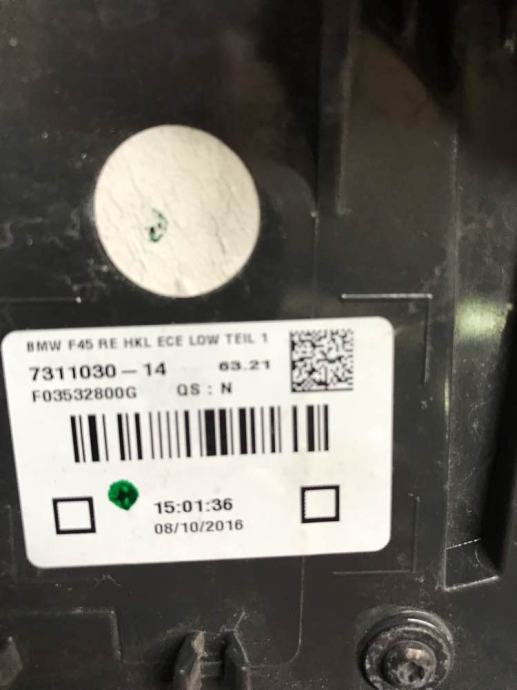 BMW F45 RE HKL ECE LOW TEIL 1
7311030-14 63.21
F03532800G QS : N
15:01:36
08/10/2016